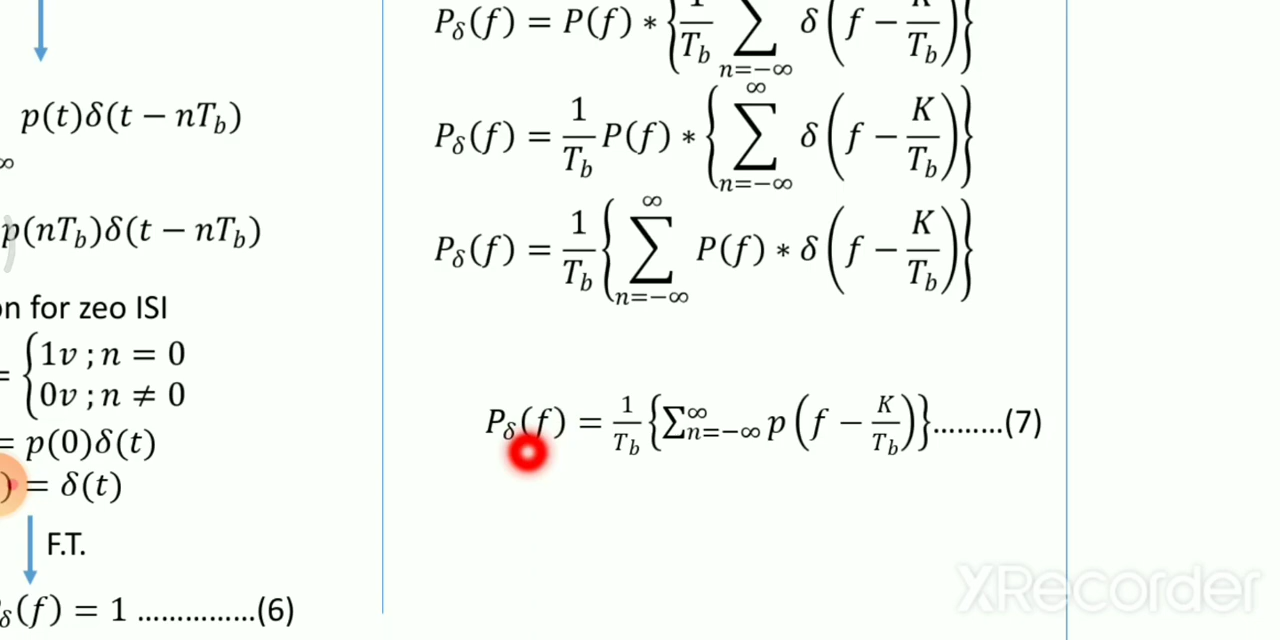 p(t)δ(t − nT_b)
∞
p(nT_b)δ(t − nT_b)
on for zeo ISI
= {1v ; n = 0
0v ; n ≠ 0
= p(0)δ(t)
) = δ(t)
F.T.
P_δ(f) = 1 ..............(6)
P_δ(f) = P(f) * {1/T_b ∑_{n=−∞} δ(f − K/T_b)}
P_δ(f) = 1/T_b P(f) * {∑_{n=−∞}^{∞} δ(f − K/T_b)}
P_δ(f) = 1/T_b {∑_{n=−∞}^{∞} P(f) * δ(f − K/T_b)}
P_δ(f) = 1/T_b {∑_{n=−∞}^{∞} p(f − K/T_b)}.........(7)
XRecorder